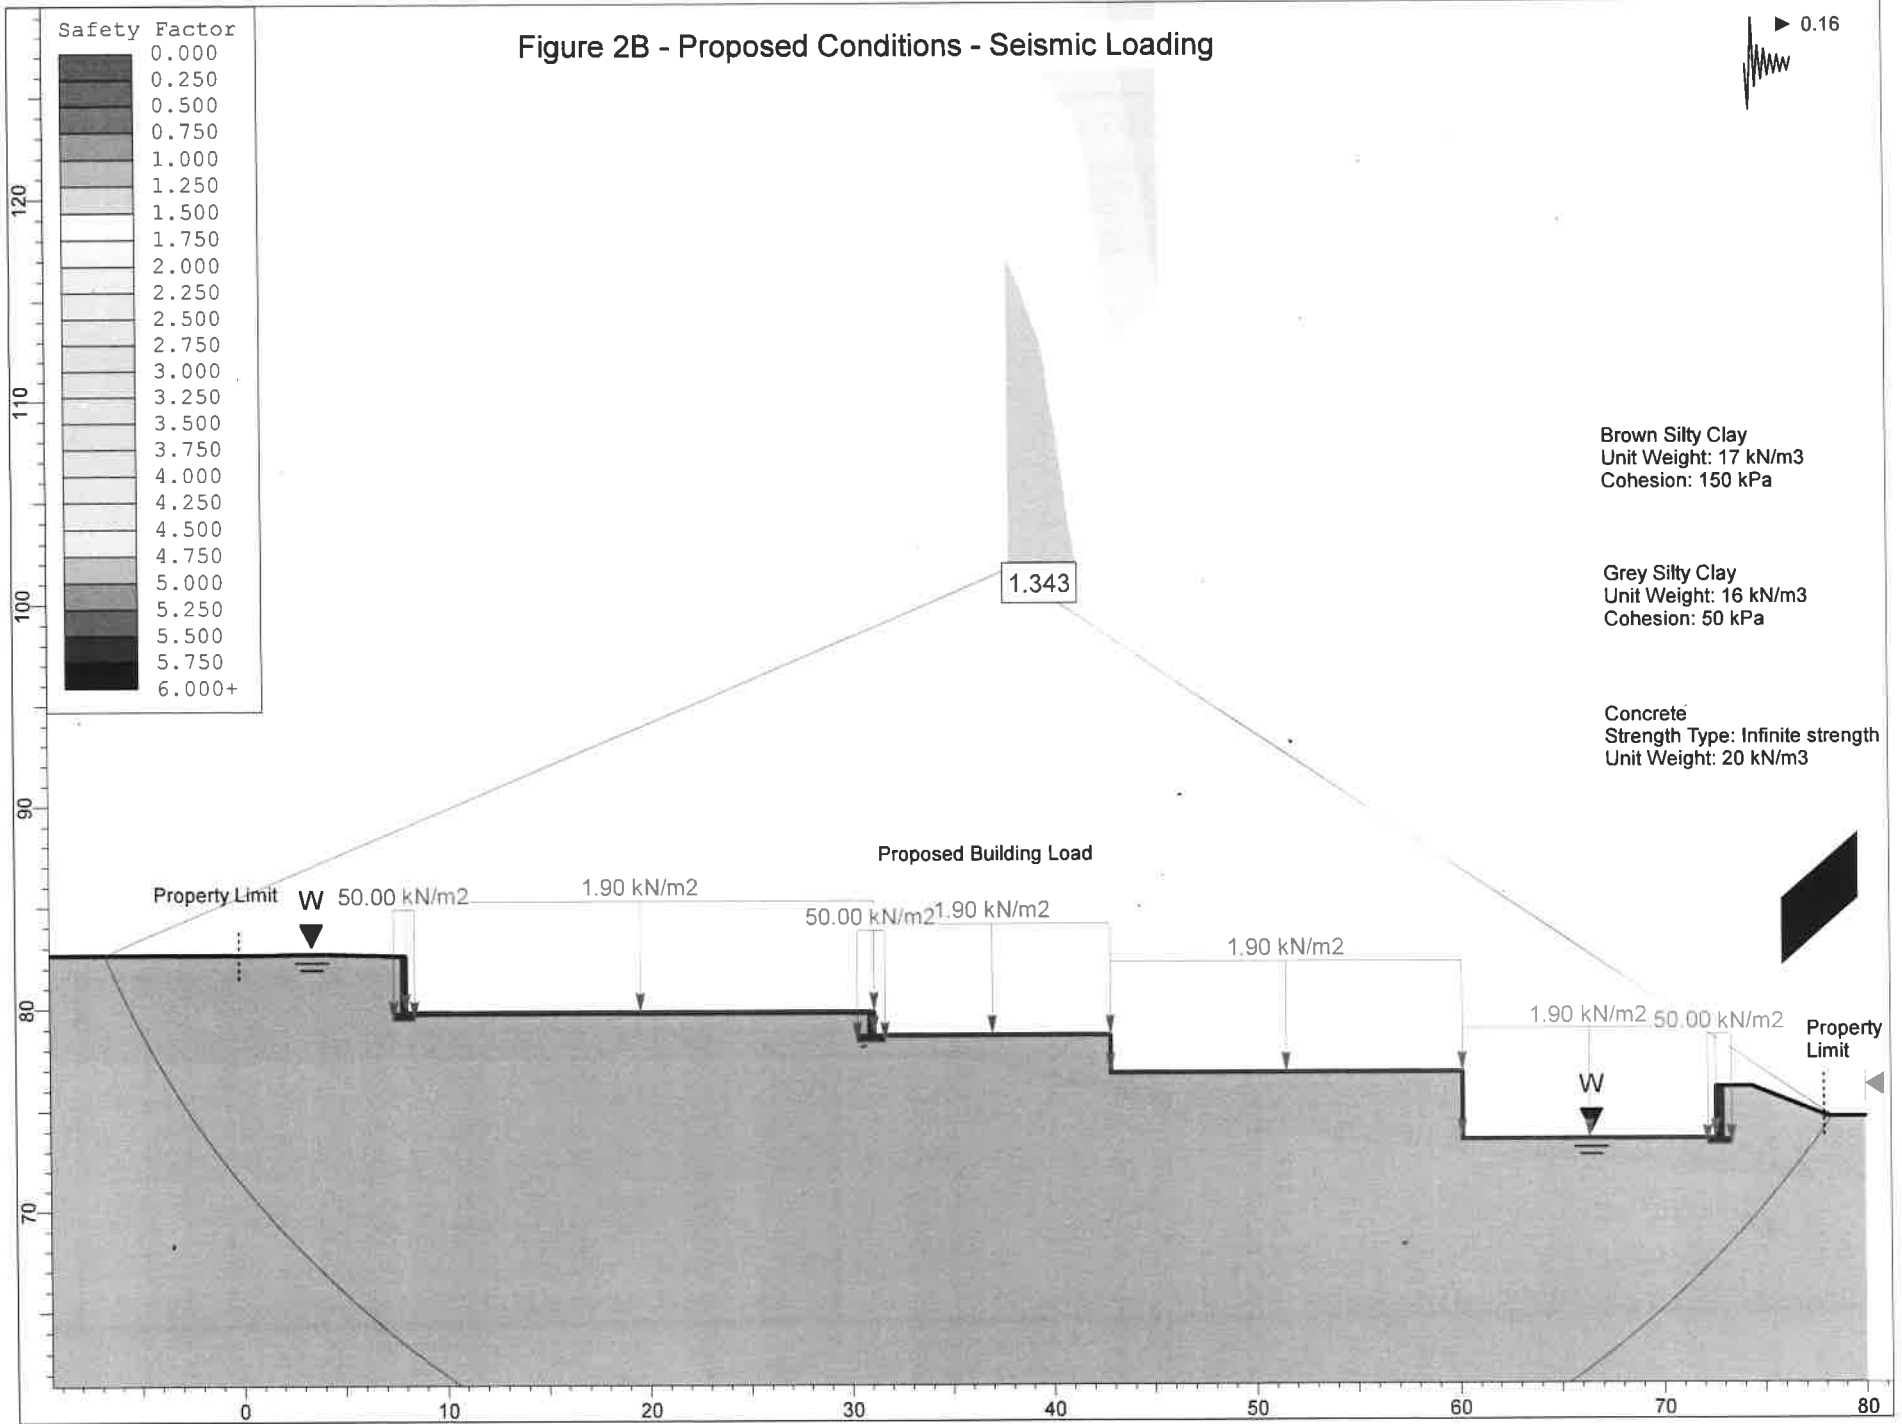 Safety Factor
0.000
0.250
0.500
0.750
1.000
1.250
1.500
1.750
2.000
2.250
2.500
2.750
3.000
3.250
3.500
3.750
4.000
4.250
4.500
4.750
5.000
5.250
5.500
5.750
6.000+
Figure 2B - Proposed Conditions - Seismic Loading
0.16
1.343
Brown Silty Clay
Unit Weight: 17 kN/m3
Cohesion: 150 kPa
Grey Silty Clay
Unit Weight: 16 kN/m3
Cohesion: 50 kPa
Concrete
Strength Type: Infinite strength
Unit Weight: 20 kN/m3
Proposed Building Load
Property Limit
W
50.00 kN/m2
1.90 kN/m2
50.00 kN/m2
1.90 kN/m2
1.90 kN/m2
1.90 kN/m2
50.00 kN/m2
W
Property
Limit
120
110
100
90
80
70
0
10
20
30
40
50
60
70
80